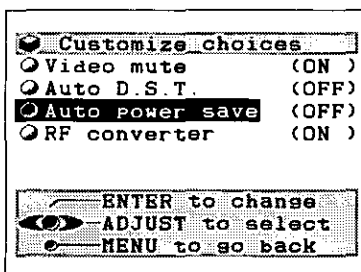 Customize choices
Video mute (ON )
Auto D.S.T. (OFF)
Auto power save (OFF)
RF converter (ON )
ENTER to change
ADJUST to select
MENU to go back